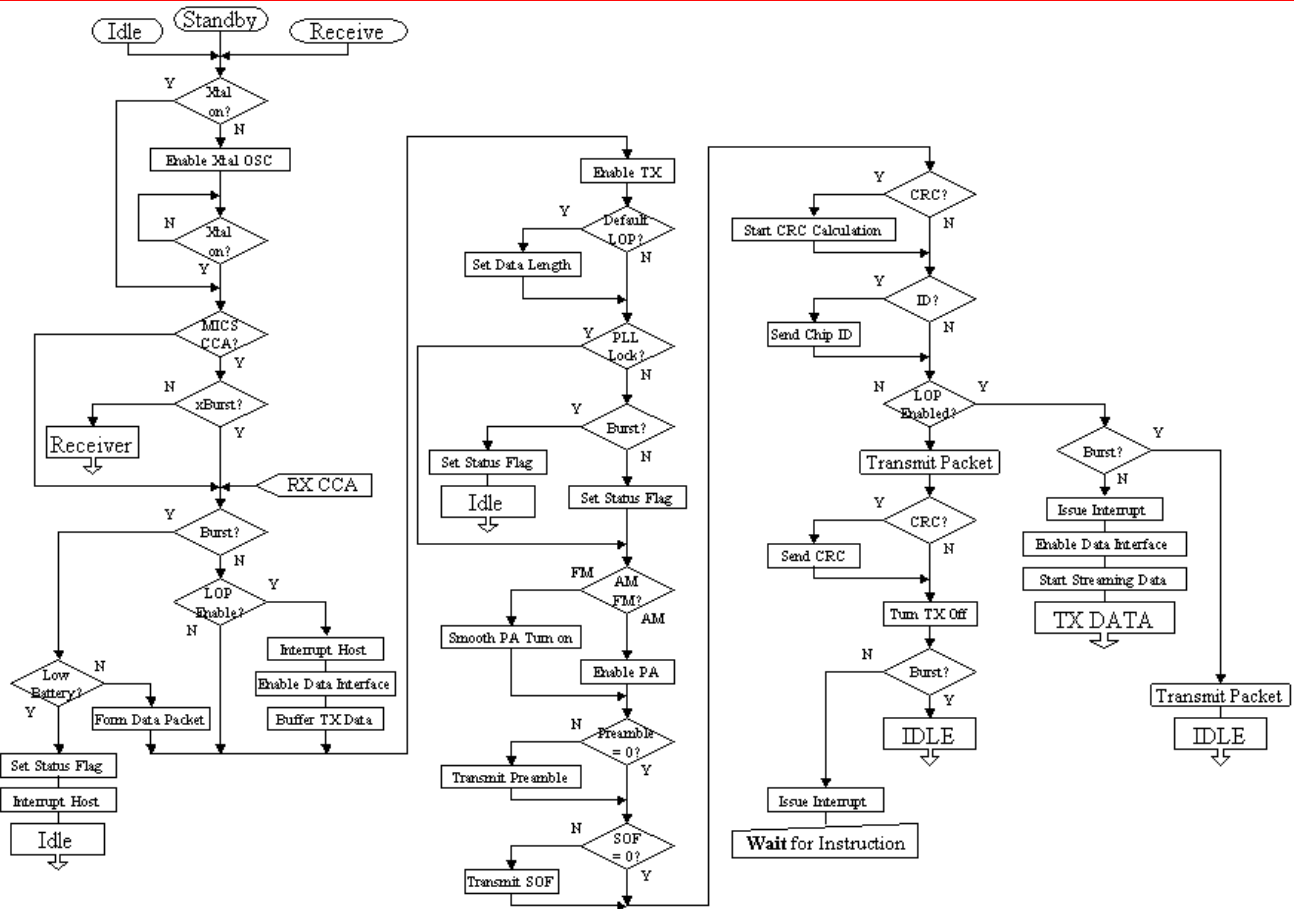 Idle
Standby
Receive
Y
Xtal
on?
N
Enable Xtal OSC
N
Xtal
on?
Y
MICS
CCA?
Y
N
xBurst?
Y
Receiver
RX CCA
Y
Burst?
N
LOP
Enable?
Y
N
Interrupt Host
Enable Data Interface
Buffer TX Data
Low
Battery?
N
Y
Form Data Packet
Set Status Flag
Interrupt Host
Idle
Enable TX
Y
Default
LOP?
N
Set Data Length
Y
PLL
Lock?
N
Y
Burst?
N
Set Status Flag
Idle
Set Status Flag
FM
AM
FM?
AM
Smooth PA Turn on
Enable PA
N
Preamble
= 0?
Y
Transmit Preamble
N
SOF
= 0?
Y
Transmit SOF
Y
CRC?
N
Start CRC Calculation
Y
ID?
N
Send Chip ID
N
LOP
Enabled?
Y
Transmit Packet
Y
CRC?
N
Send CRC
Turn TX Off
N
Burst?
Y
IDLE
Issue Interrupt
Wait for Instruction
Burst?
Y
N
Issue Interrupt
Enable Data Interface
Start Streaming Data
TX DATA
Transmit Packet
IDLE